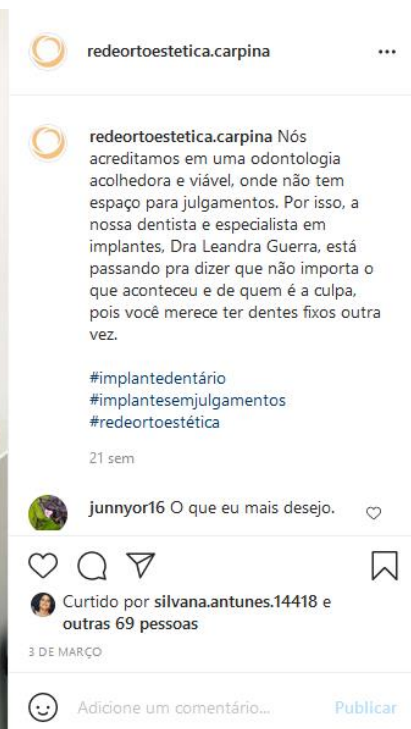 redeortoestetica.carpina
redeortoestetica.carpina Nós
acreditamos em uma odontologia
acolhedora e viável, onde não tem
espaço para julgamentos. Por isso, a
nossa dentista e especialista em
implantes, Dra Leandra Guerra, está
passando pra dizer que não importa o
que aconteceu e de quem é a culpa,
pois você merece ter dentes fixos outra
vez.
#implantedentário
#implantesemjulgamentos
#redeortoestética
21 sem
junnyor16 O que eu mais desejo.
Curtido por silvana.antunes.14418 e
outras 69 pessoas
3 DE MARÇO
Adicione um comentário... Publicar